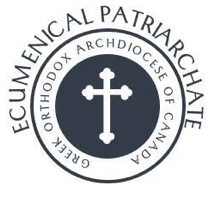 ECUMENICAL PATRIARCHATE
GREEK ORTHODOX ARCHDIOCESE OF CANADA